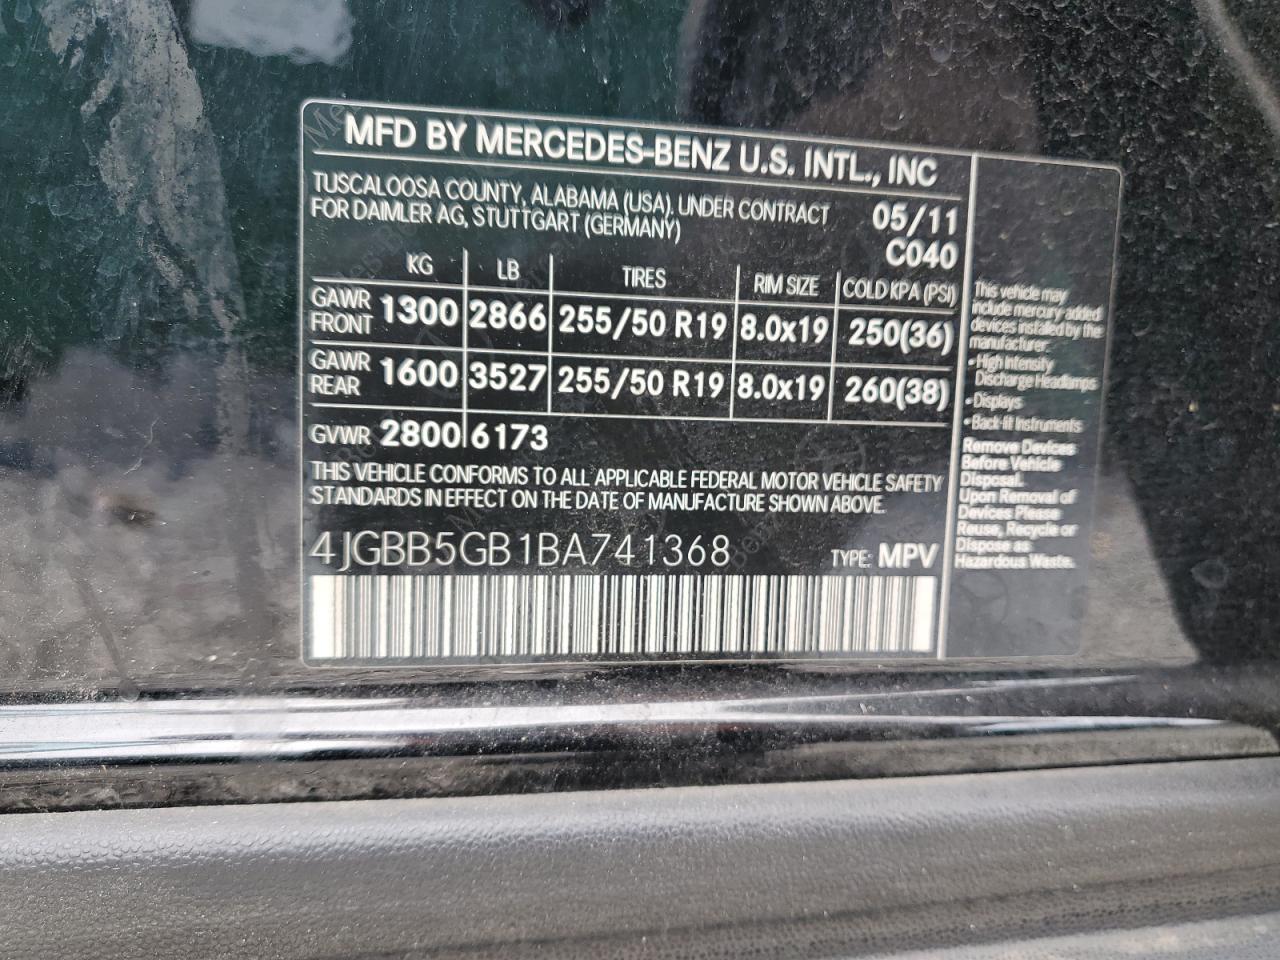 MFD BY MERCEDES-BENZ U.S. INTL., INC
TUSCALOOSA COUNTY, ALABAMA (USA), UNDER CONTRACT
FOR DAIMLER AG, STUTTGART (GERMANY)
05/11
C040
KG LB TIRES RIM SIZE COLD KPA (PSI)
GAWR FRONT 1300 2866 255/50 R19 8.0x19 250(36)
GAWR REAR 1600 3527 255/50 R19 8.0x19 260(38)
GVWR 2800 6173
THIS VEHICLE CONFORMS TO ALL APPLICABLE FEDERAL MOTOR VEHICLE SAFETY
STANDARDS IN EFFECT ON THE DATE OF MANUFACTURE SHOWN ABOVE.
4JGBB5GB1BA741368 TYPE: MPV
This vehicle may
include mercury-added
devices installed by the
manufacturer:
• High Intensity
Discharge Headlamps
• Displays
• Back-lit Instruments
Remove Devices
Before Vehicle
Disposal.
Upon Removal of
Devices Please
Reuse, Recycle or
Dispose as
Hazardous Waste.